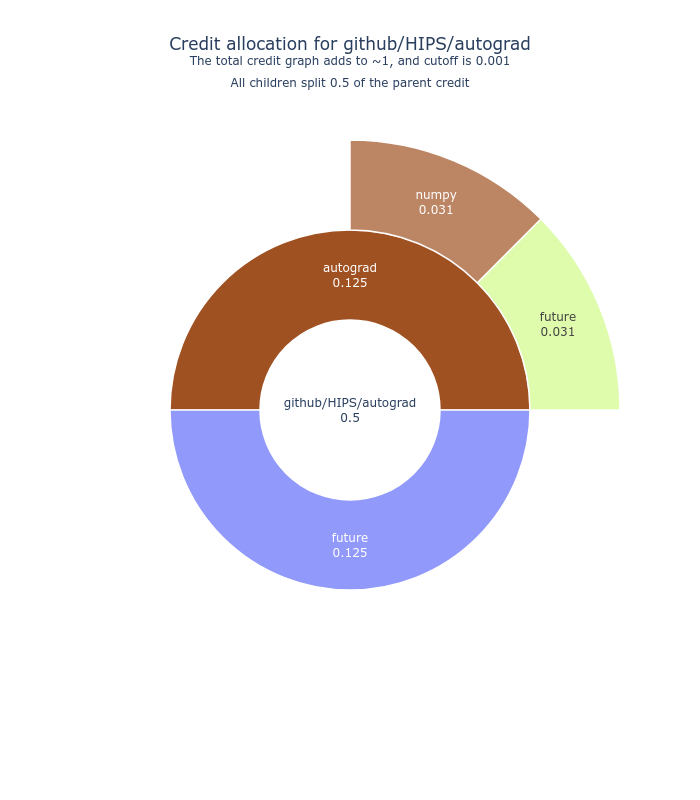 Credit allocation for github/HIPS/autograd
The total credit graph adds to ~1, and cutoff is 0.001
All children split 0.5 of the parent credit
numpy
0.031
autograd
0.125
future
0.031
github/HIPS/autograd
0.5
future
0.125